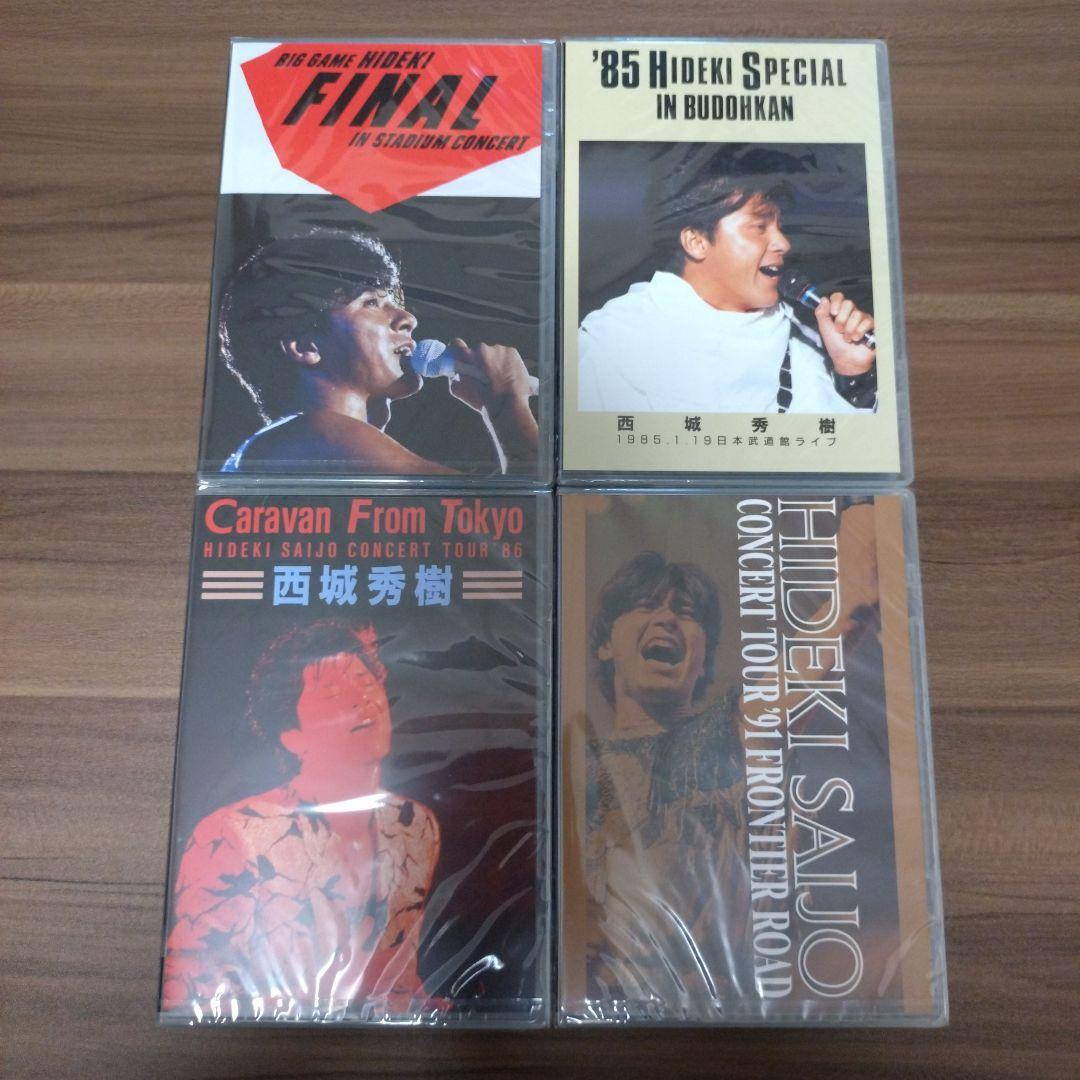 BIG GAME HIDEKI
FINAL
IN STADIUM CONCERT
'85 HIDEKI SPECIAL
IN BUDOHKAN
西城秀樹
1985.1.19日本武道館ライブ
Caravan From Tokyo
HIDEKI SAIJO CONCERT TOUR '86
西城秀樹
HIDEKI SAIJO
CONCERT TOUR '91 FRONTIER ROAD